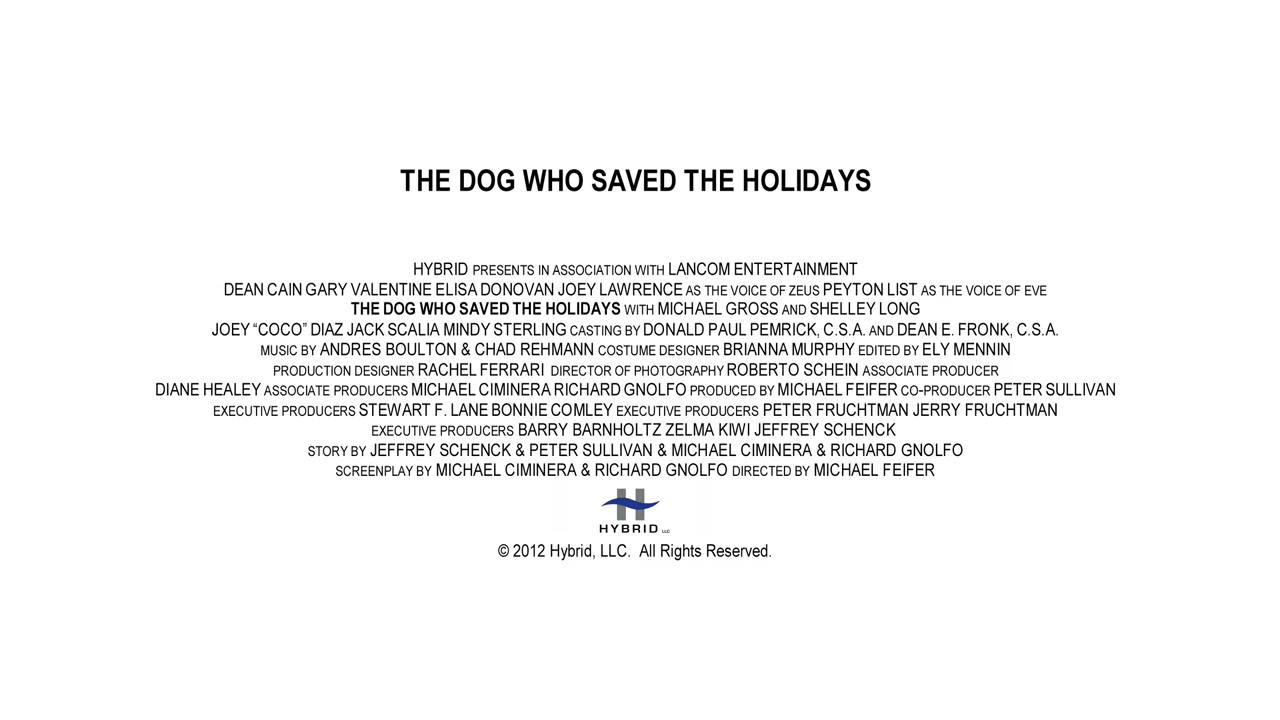 THE DOG WHO SAVED THE HOLIDAYS
HYBRID PRESENTS IN ASSOCIATION WITH LANCOM ENTERTAINMENT
DEAN CAIN GARY VALENTINE ELISA DONOVAN JOEY LAWRENCE AS THE VOICE OF ZEUS PEYTON LIST AS THE VOICE OF EVE
THE DOG WHO SAVED THE HOLIDAYS WITH MICHAEL GROSS AND SHELLEY LONG
JOEY “COCO” DIAZ JACK SCALIA MINDY STERLING CASTING BY DONALD PAUL PEMRICK, C.S.A. AND DEAN E. FRONK, C.S.A.
MUSIC BY ANDRES BOULTON & CHAD REHMANN COSTUME DESIGNER BRIANNA MURPHY EDITED BY ELY MENNIN
PRODUCTION DESIGNER RACHEL FERRARI DIRECTOR OF PHOTOGRAPHY ROBERTO SCHEIN ASSOCIATE PRODUCER
DIANE HEALEY ASSOCIATE PRODUCERS MICHAEL CIMINERA RICHARD GNOLFO PRODUCED BY MICHAEL FEIFER CO-PRODUCER PETER SULLIVAN
EXECUTIVE PRODUCERS STEWART F. LANE BONNIE COMLEY EXECUTIVE PRODUCERS PETER FRUCHTMAN JERRY FRUCHTMAN
EXECUTIVE PRODUCERS BARRY BARNHOLTZ ZELMA KIWI JEFFREY SCHENCK
STORY BY JEFFREY SCHENCK & PETER SULLIVAN & MICHAEL CIMINERA & RICHARD GNOLFO
SCREENPLAY BY MICHAEL CIMINERA & RICHARD GNOLFO DIRECTED BY MICHAEL FEIFER
H
HYBRID LLC
© 2012 Hybrid, LLC. All Rights Reserved.